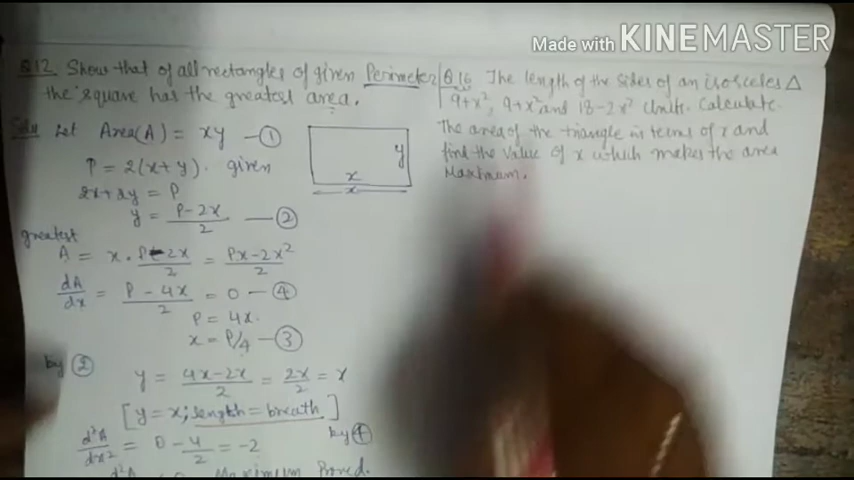 Made with KINEMASTER
Q.12 Show that of all rectangles of given Perimeter
the square has the greatest area.
Soln Let Area(A) = xy —①
P = 2(x+y). given
2x+2y = P
y = P-2x/2 —②
greatest
A = x · P-2x/2 = Px-2x²/2
dA/dx = P-4x/2 = 0 —④
P = 4x.
x = P/4 —③
by ②
y = 4x-2x/2 = 2x/2 = x
[y=x; length = breath]
d²A/dx² = 0 - 4/2 = -2 by ④
Maximum Proved.
x
y
x
Q.16 The length of the sides of an isosceles △
9+x², 9+x² and 18-2x² Units. Calculate
The area of the triangle in terms of x and
find the value of x which makes the area
Maximum.